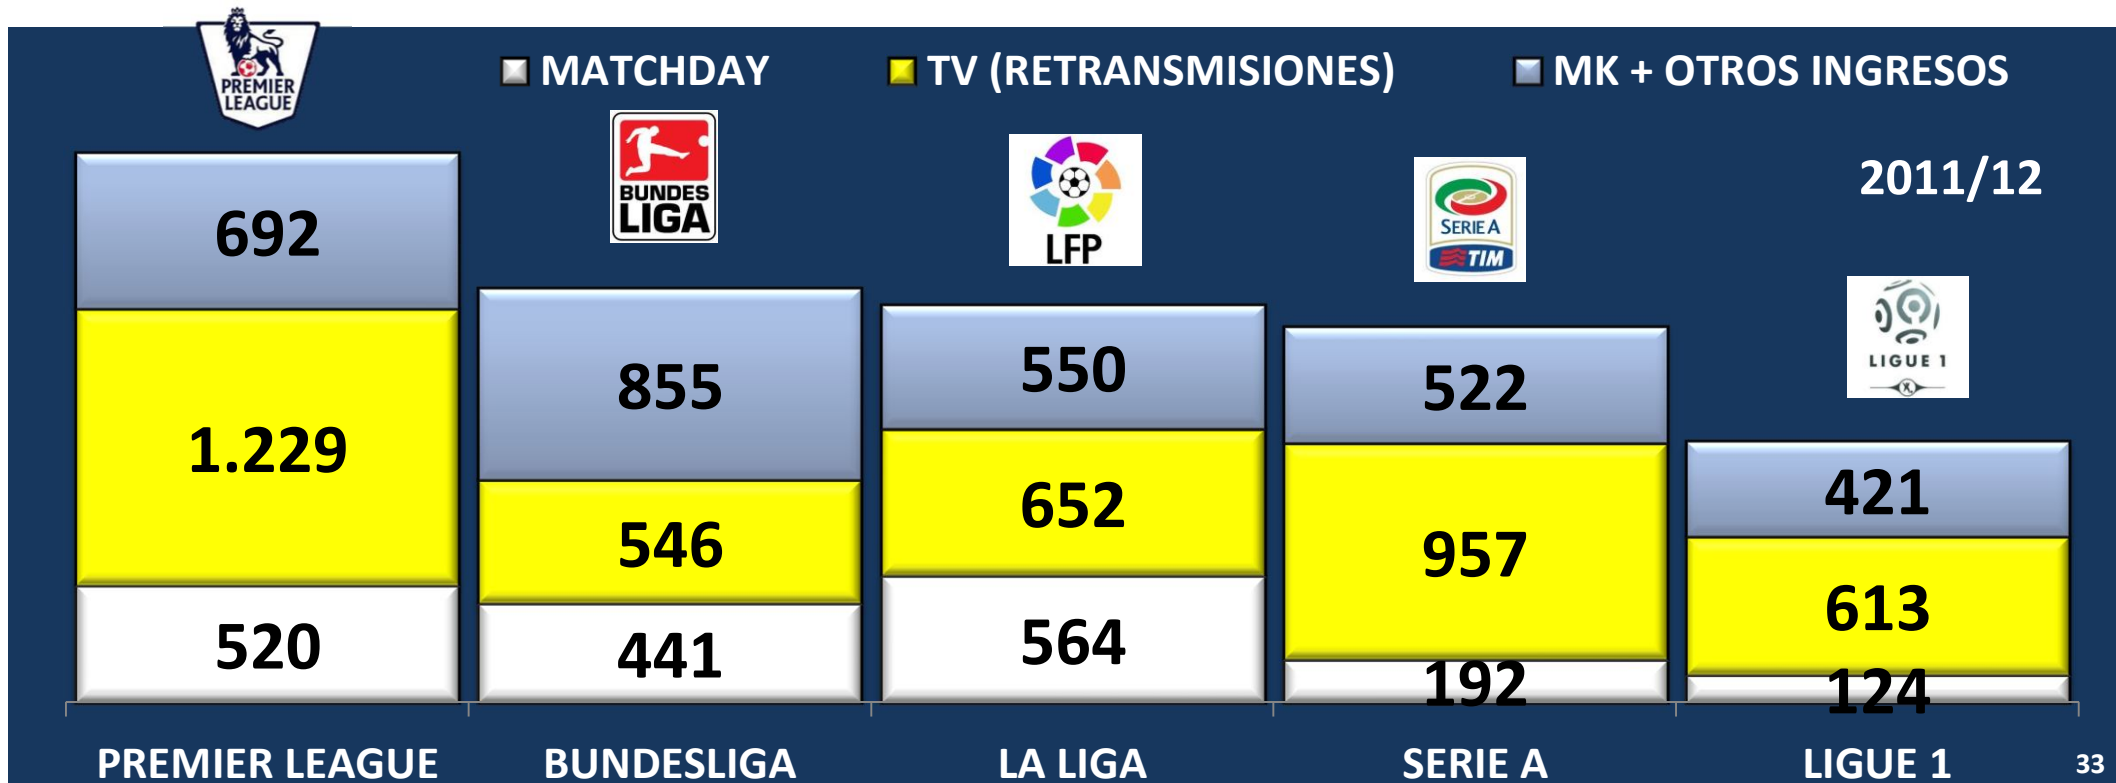 PREMIER
LEAGUE
MATCHDAY
TV (RETRANSMISIONES)
MK + OTROS INGRESOS
BUNDES
LIGA
LFP
SERIE A
TIM
2011/12
LIGUE 1
692
855
550
522
421
1.229
546
652
957
613
520
441
564
192
124
PREMIER LEAGUE
BUNDESLIGA
LA LIGA
SERIE A
LIGUE 1
33